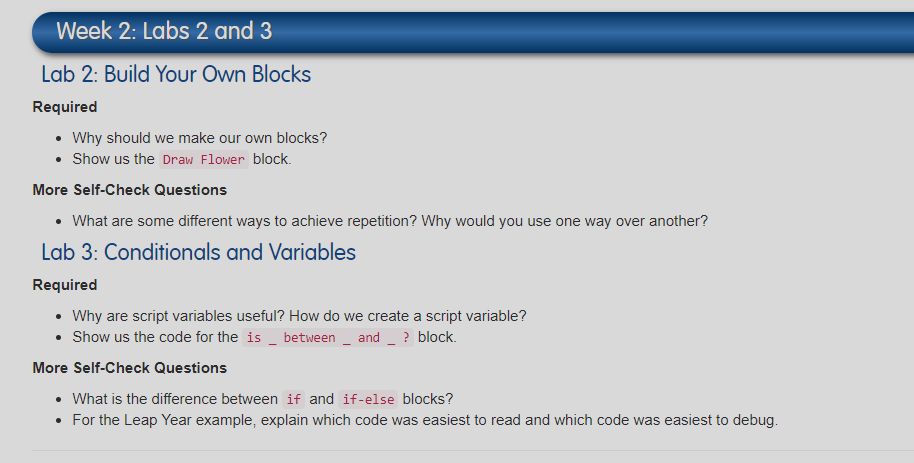 Week 2: Labs 2 and 3
Lab 2: Build Your Own Blocks
Required
Why should we make our own blocks?
Show us the Draw Flower block.
More Self-Check Questions
What are some different ways to achieve repetition? Why would you use one way over another?
Lab 3: Conditionals and Variables
Required
Why are script variables useful? How do we create a script variable?
Show us the code for the is _ between _ and _ ? block.
More Self-Check Questions
What is the difference between if and if-else blocks?
For the Leap Year example, explain which code was easiest to read and which code was easiest to debug.